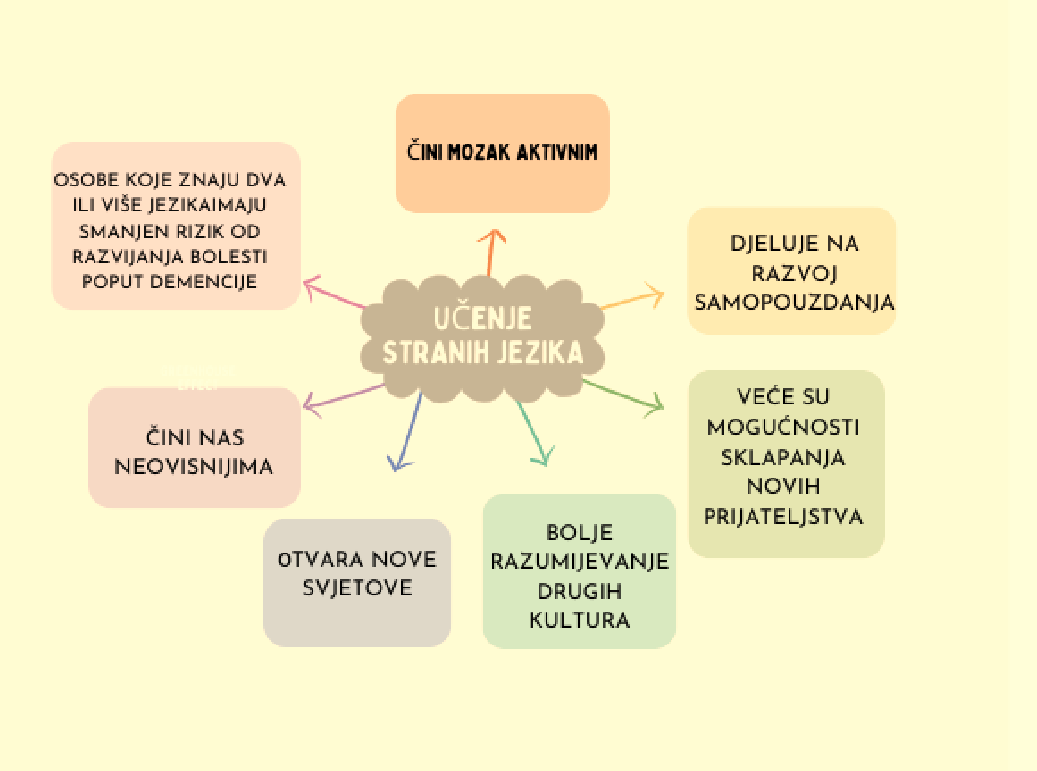 ČINI MOZAK AKTIVNIM
OSOBE KOJE ZNAJU DVA
ILI VIŠE JEZIKAIMAJU
SMANJEN RIZIK OD
RAZVIJANJA BOLESTI
POPUT DEMENCIJE
DJELUJE NA
RAZVOJ
SAMOPOUZDANJA
UČENJE
STRANIH JEZIKA
VEĆE SU
MOGUĆNOSTI
SKLAPANJA
NOVIH
PRIJATELJSTVA
ČINI NAS
NEOVISNIJIMA
OTVARA NOVE
SVJETOVE
BOLJE
RAZUMIJEVANJE
DRUGIH
KULTURA